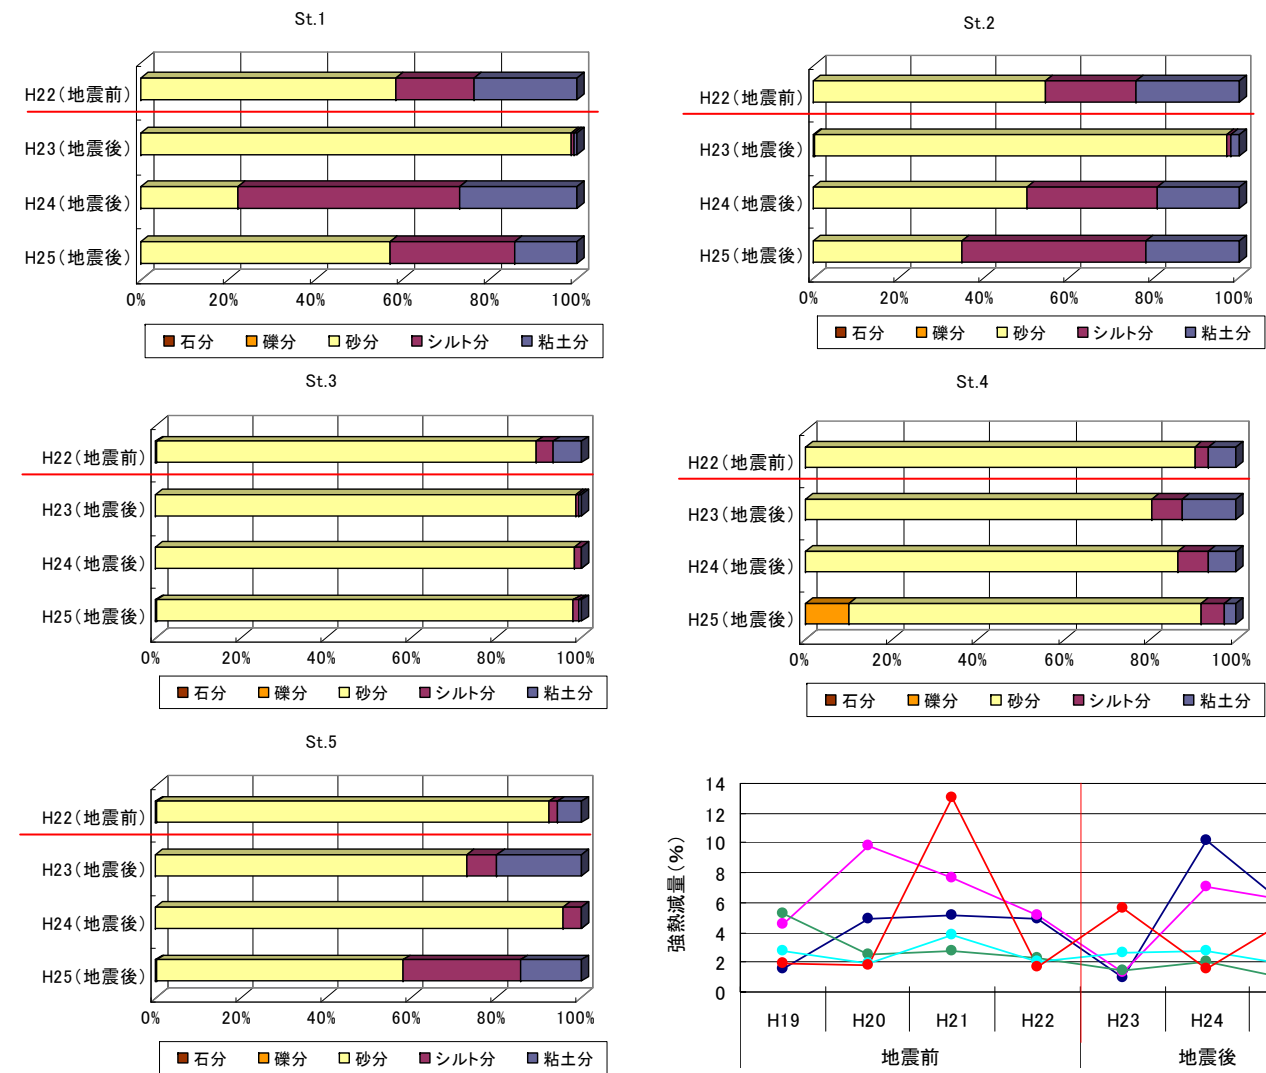 St.1
H22(地震前)
H23(地震後)
H24(地震後)
H25(地震後)
0% 20% 40% 60% 80% 100%
石分 礫分 砂分 シルト分 粘土分
St.2
H22(地震前)
H23(地震後)
H24(地震後)
H25(地震後)
0% 20% 40% 60% 80% 100%
石分 礫分 砂分 シルト分 粘土分
St.3
H22(地震前)
H23(地震後)
H24(地震後)
H25(地震後)
0% 20% 40% 60% 80% 100%
石分 礫分 砂分 シルト分 粘土分
St.4
H22(地震前)
H23(地震後)
H24(地震後)
H25(地震後)
0% 20% 40% 60% 80% 100%
石分 礫分 砂分 シルト分 粘土分
St.5
H22(地震前)
H23(地震後)
H24(地震後)
H25(地震後)
0% 20% 40% 60% 80% 100%
石分 礫分 砂分 シルト分 粘土分
強熱減量(%)
14
12
10
8
6
4
2
0
H19 H20 H21 H22 H23 H24
地震前 地震後